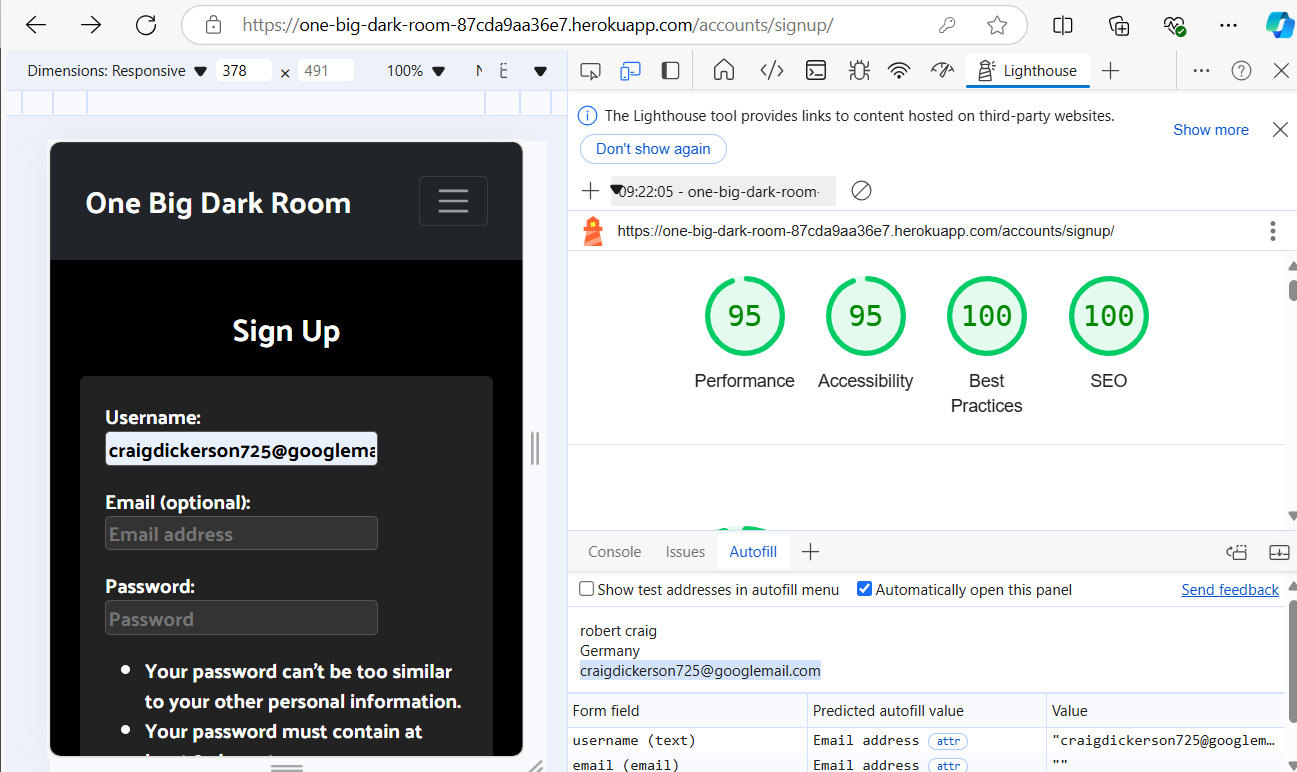 https://one-big-dark-room-87cda9aa36e7.herokuapp.com/accounts/signup/
Dimensions: Responsive 378 × 491 100%
Lighthouse
The Lighthouse tool provides links to content hosted on third-party websites.
Don't show again
Show more
09:22:05 - one-big-dark-room-
https://one-big-dark-room-87cda9aa36e7.herokuapp.com/accounts/signup/
95 95 100 100
Performance Accessibility Best Practices SEO
One Big Dark Room
Sign Up
Username:
craigdickerson725@googlema
Email (optional):
Email address
Password:
Password
Your password can't be too similar
to your other personal information.
Your password must contain at
Console Issues Autofill
Show test addresses in autofill menu Automatically open this panel Send feedback
robert craig
Germany
craigdickerson725@googlemail.com
Form field Predicted autofill value Value
username (text) Email address attr "craigdickerson725@googlem…
email (email) Email address attr ""